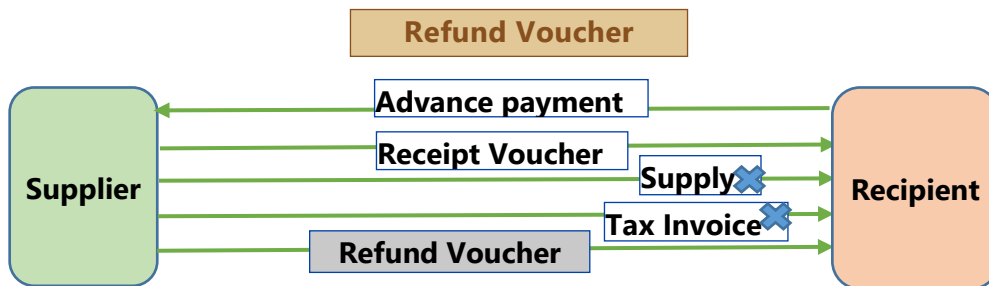 Refund Voucher
Advance payment
Receipt Voucher
Supply
Supplier
Recipient
Tax Invoice
Refund Voucher